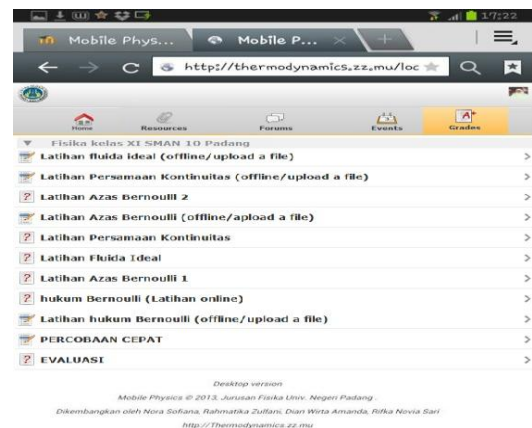 17:22
Mobile Phys...
Mobile P...
http://thermodynamics.zz.mu/loc
Home
Resources
Forums
Events
Grades
Fisika kelas XI SMAN 10 Padang
Latihan fluida ideal (offline/upload a file)
Latihan Persamaan Kontinuitas (offline/upload a file)
Latihan Azas Bernoulli 2
Latihan Azas Bernoulli (offline/apload a file)
Latihan Persamaan Kontinuitas
Latihan Fluida Ideal
Latihan Azas Bernoulli 1
hukum Bernoulli (Latihan online)
Latihan hukum Bernoulli (offline/upload a file)
PERCOBAAN CEPAT
EVALUASI
Desktop version
Mobile Physics © 2013, Jurusan Fisika Univ. Negeri Padang .
Dikembangkan oleh Nora Sofiana, Rahmatika Zulfani, Dian Wirta Amanda, Rifka Novia Sari
http://Thermodynamics.zz.mu